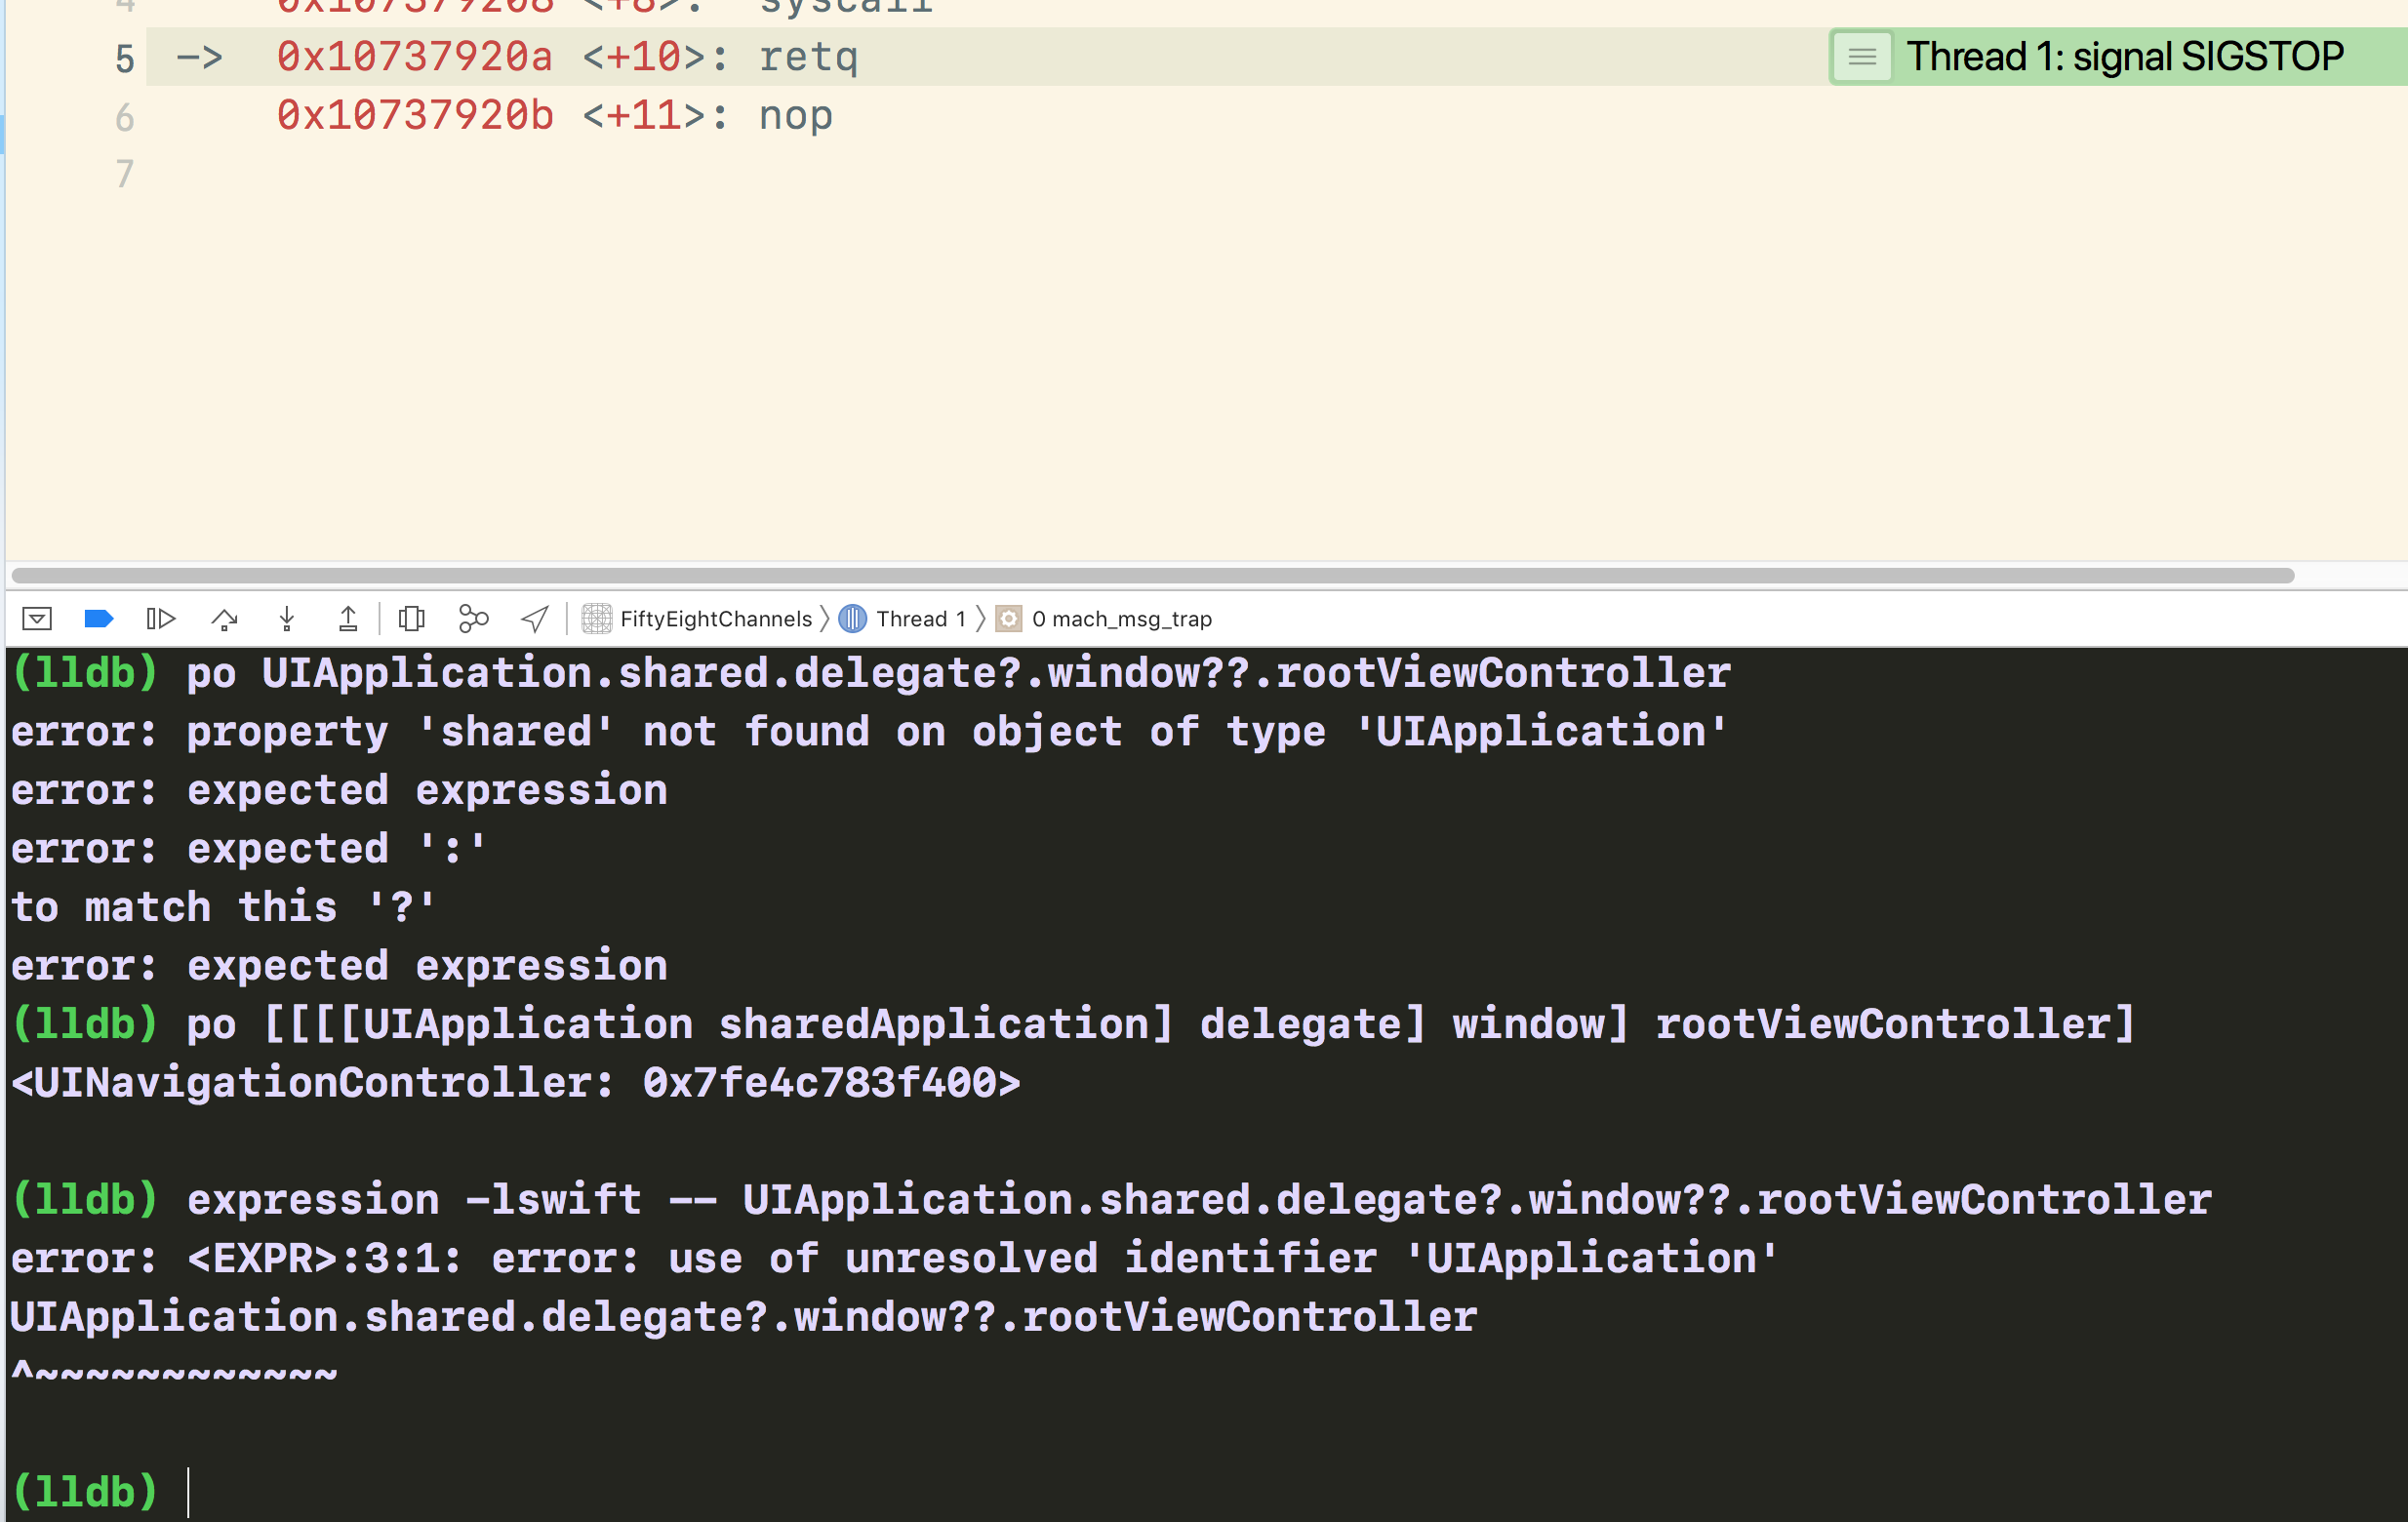 4 0x107379208 <+8>: syscall
5 -> 0x10737920a <+10>: retq Thread 1: signal SIGSTOP
6 0x10737920b <+11>: nop
7
FiftyEightChannels Thread 1 0 mach_msg_trap
(lldb) po UIApplication.shared.delegate?.window??.rootViewController
error: property 'shared' not found on object of type 'UIApplication'
error: expected expression
error: expected ':'
to match this '?'
error: expected expression
(lldb) po [[[[UIApplication sharedApplication] delegate] window] rootViewController]
<UINavigationController: 0x7fe4c783f400>
(lldb) expression -lswift -- UIApplication.shared.delegate?.window??.rootViewController
error: <EXPR>:3:1: error: use of unresolved identifier 'UIApplication'
UIApplication.shared.delegate?.window??.rootViewController
^~~~~~~~~~~~~
(lldb)